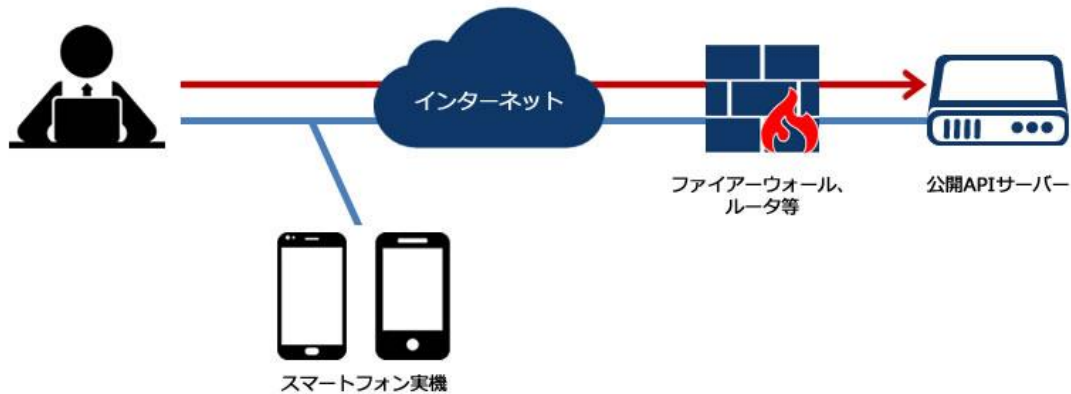 インターネット
ファイアーウォール、
ルータ等
公開APIサーバー
スマートフォン実機